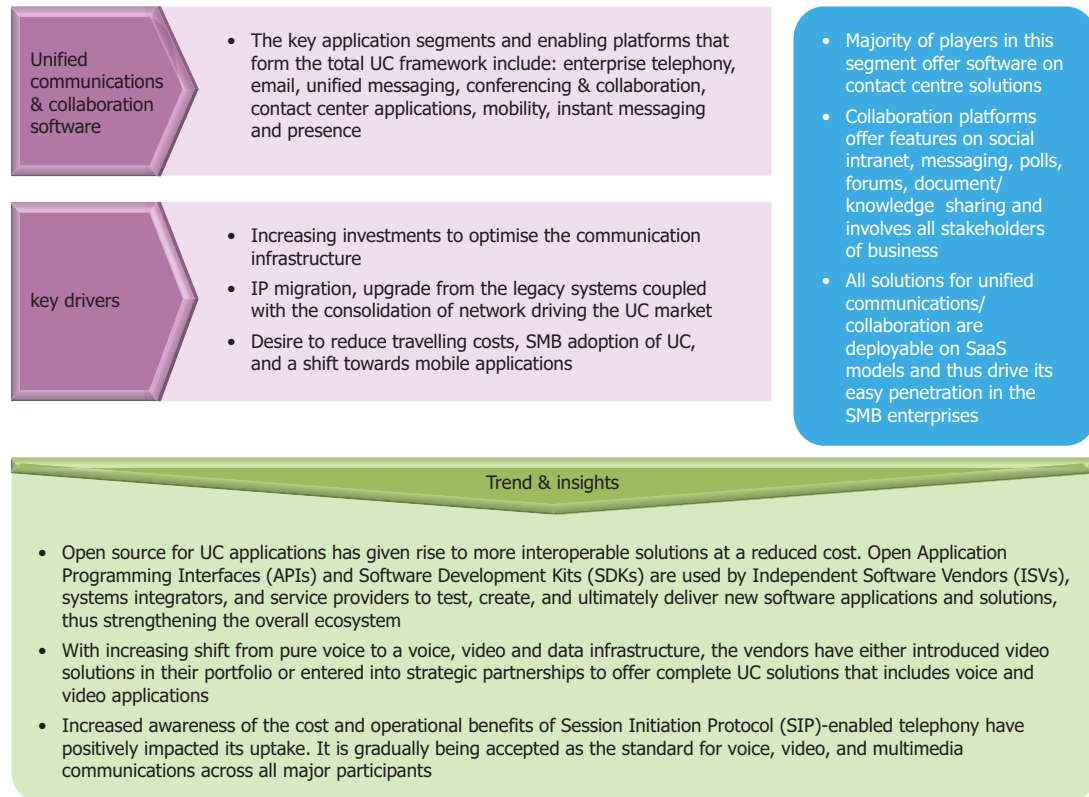 Unified
communications
& collaboration
software
• The key application segments and enabling platforms that
form the total UC framework include: enterprise telephony,
email, unified messaging, conferencing & collaboration,
contact center applications, mobility, instant messaging
and presence
key drivers
• Increasing investments to optimise the communication
infrastructure
• IP migration, upgrade from the legacy systems coupled
with the consolidation of network driving the UC market
• Desire to reduce travelling costs, SMB adoption of UC,
and a shift towards mobile applications
• Majority of players in this
segment offer software on
contact centre solutions
• Collaboration platforms
offer features on social
intranet, messaging, polls,
forums, document/
knowledge sharing and
involves all stakeholders
of business
• All solutions for unified
communications/
collaboration are
deployable on SaaS
models and thus drive its
easy penetration in the
SMB enterprises
Trend & insights
• Open source for UC applications has given rise to more interoperable solutions at a reduced cost. Open Application
Programming Interfaces (APIs) and Software Development Kits (SDKs) are used by Independent Software Vendors (ISVs),
systems integrators, and service providers to test, create, and ultimately deliver new software applications and solutions,
thus strengthening the overall ecosystem
• With increasing shift from pure voice to a voice, video and data infrastructure, the vendors have either introduced video
solutions in their portfolio or entered into strategic partnerships to offer complete UC solutions that includes voice and
video applications
• Increased awareness of the cost and operational benefits of Session Initiation Protocol (SIP)-enabled telephony have
positively impacted its uptake. It is gradually being accepted as the standard for voice, video, and multimedia
communications across all major participants